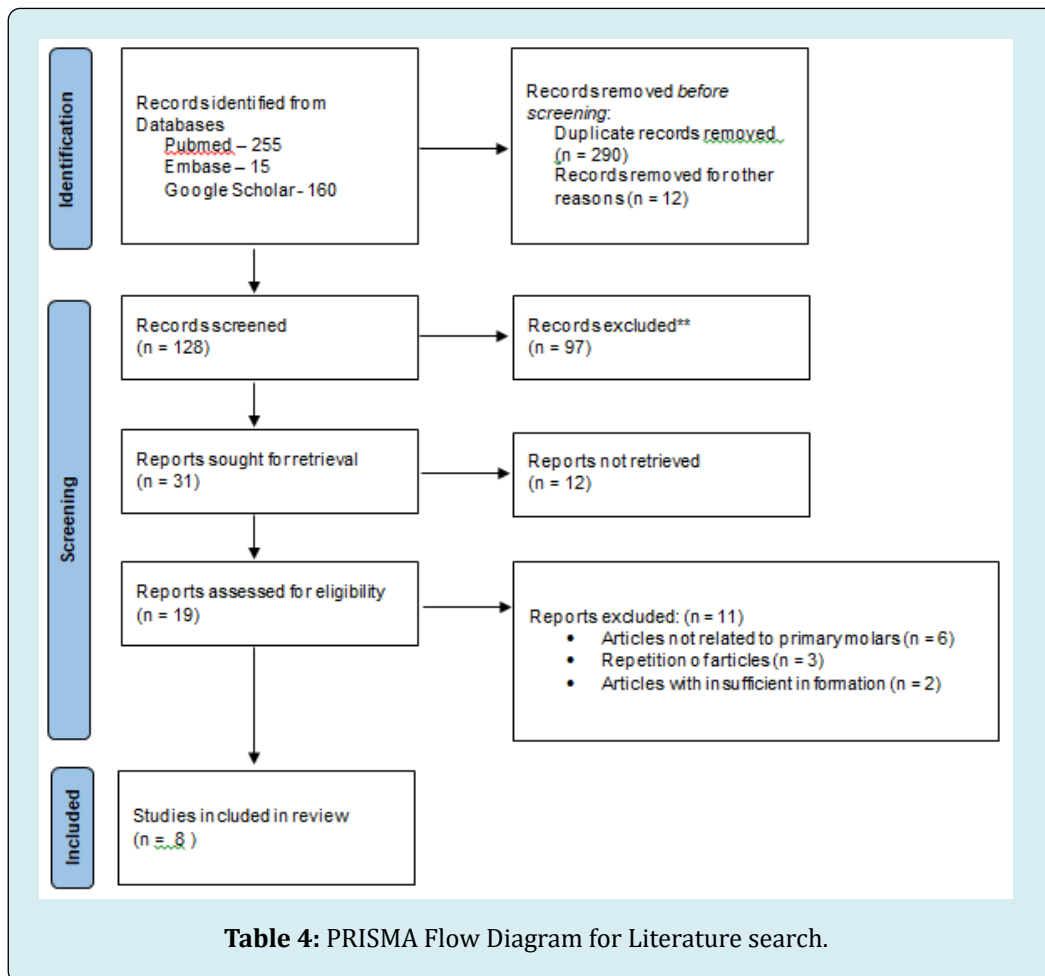 Identification
Records identified from
Databases
Pubmed – 255
Embase – 15
Google Scholar- 160
Records removed before
screening:
Duplicate records removed
(n = 290)
Records removed for other
reasons (n = 12)
Screening
Records screened
(n = 128)
Records excluded**
(n = 97)
Reports sought for retrieval
(n = 31)
Reports not retrieved
(n = 12)
Reports assessed for eligibility
(n = 19)
Reports excluded: (n = 11)
• Articles not related to primary molars (n = 6)
• Repetition of articles (n = 3)
• Articles with insufficient information (n = 2)
Included
Studies included in review
(n = 8 )
Table 4: PRISMA Flow Diagram for Literature search.